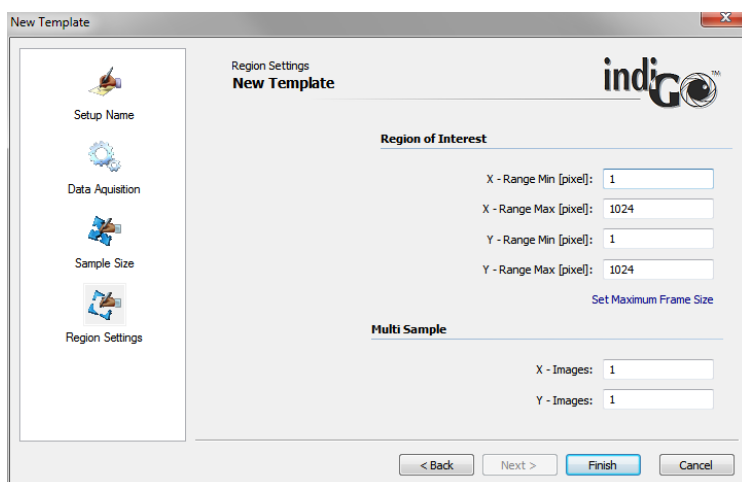 New Template
x
Setup Name
Data Aquisition
Sample Size
Region Settings
Region Settings
New Template
indiGO™
Region of Interest
X - Range Min [pixel]: 1
X - Range Max [pixel]: 1024
Y - Range Min [pixel]: 1
Y - Range Max [pixel]: 1024
Set Maximum Frame Size
Multi Sample
X - Images: 1
Y - Images: 1
< Back Next > Finish Cancel